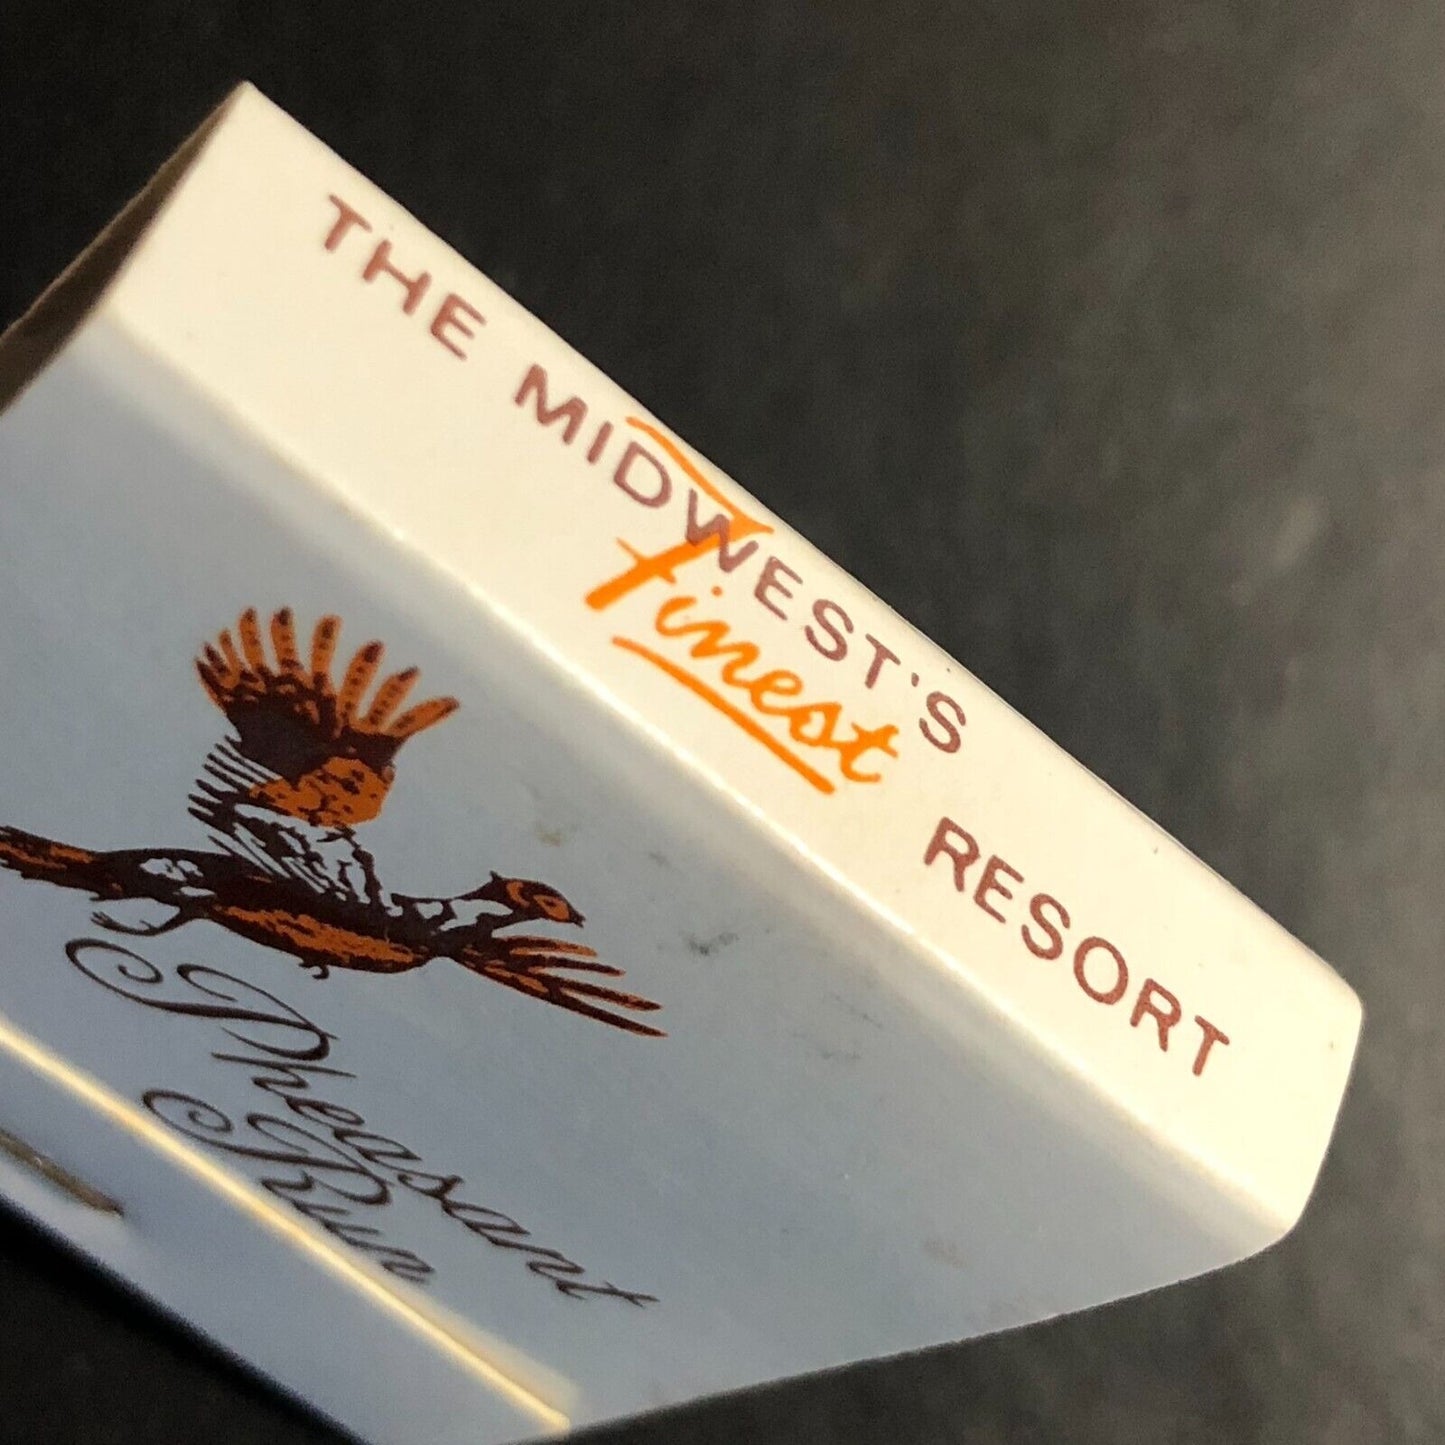 THE MIDWEST'S
Finest
RESORT
Pheasant
Run